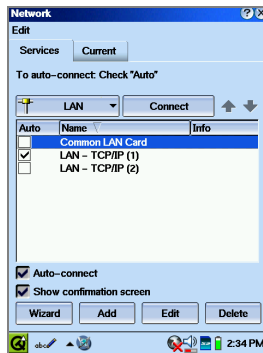 Network
Edit
Services Current
To auto-connect: Check "Auto"
LAN Connect
Auto Name Info
Common LAN Card
LAN - TCP/IP (1)
LAN - TCP/IP (2)
Auto-connect
Show confirmation screen
Wizard Add Edit Delete
abc 2:34 PM